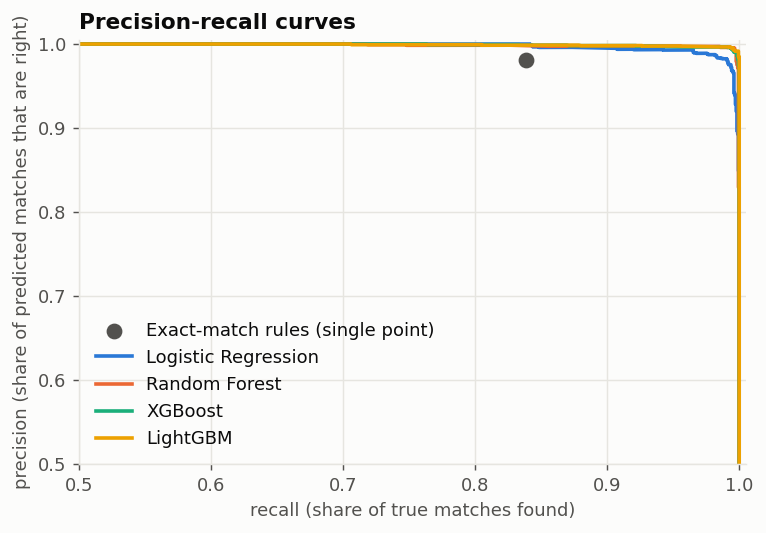 Precision-recall curves
precision (share of predicted matches that are right)
1.0
0.9
0.8
0.7
0.6
0.5
Exact-match rules (single point)
Logistic Regression
Random Forest
XGBoost
LightGBM
0.5 0.6 0.7 0.8 0.9 1.0
recall (share of true matches found)